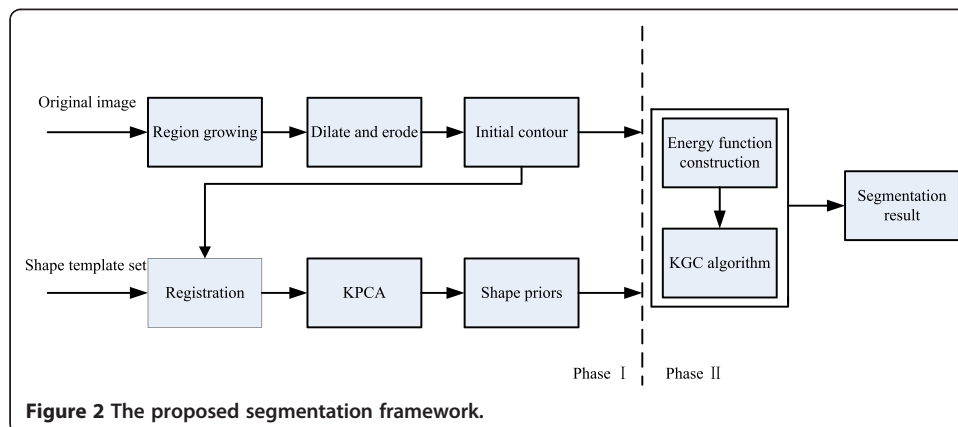 Original image
Region growing
Dilate and erode
Initial contour
Energy function
construction
Segmentation
result
KGC algorithm
Shape template set
Registration
KPCA
Shape priors
Phase Ⅰ
Phase Ⅱ
Figure 2 The proposed segmentation framework.